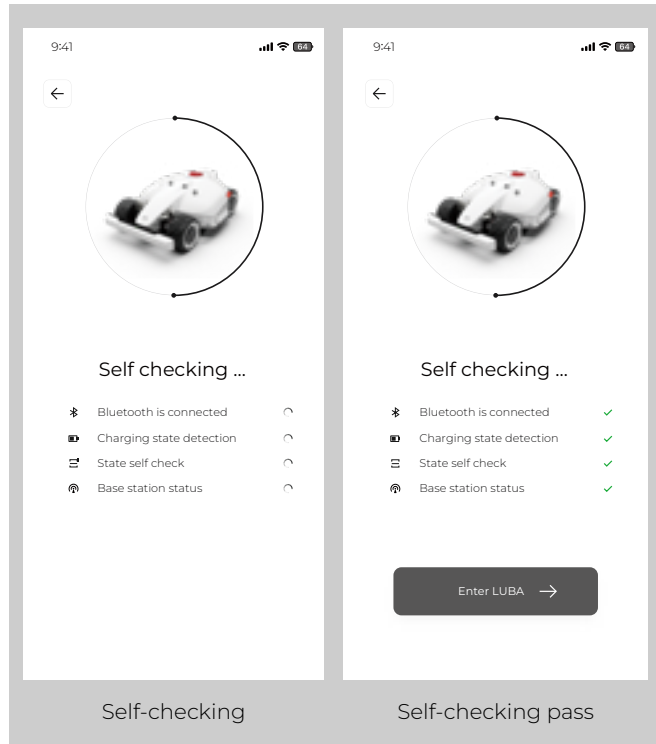 9:41
64
Self checking ...
Bluetooth is connected
Charging state detection
State self check
Base station status
Self-checking
9:41
64
Self checking ...
Bluetooth is connected
Charging state detection
State self check
Base station status
Enter LUBA
Self-checking pass